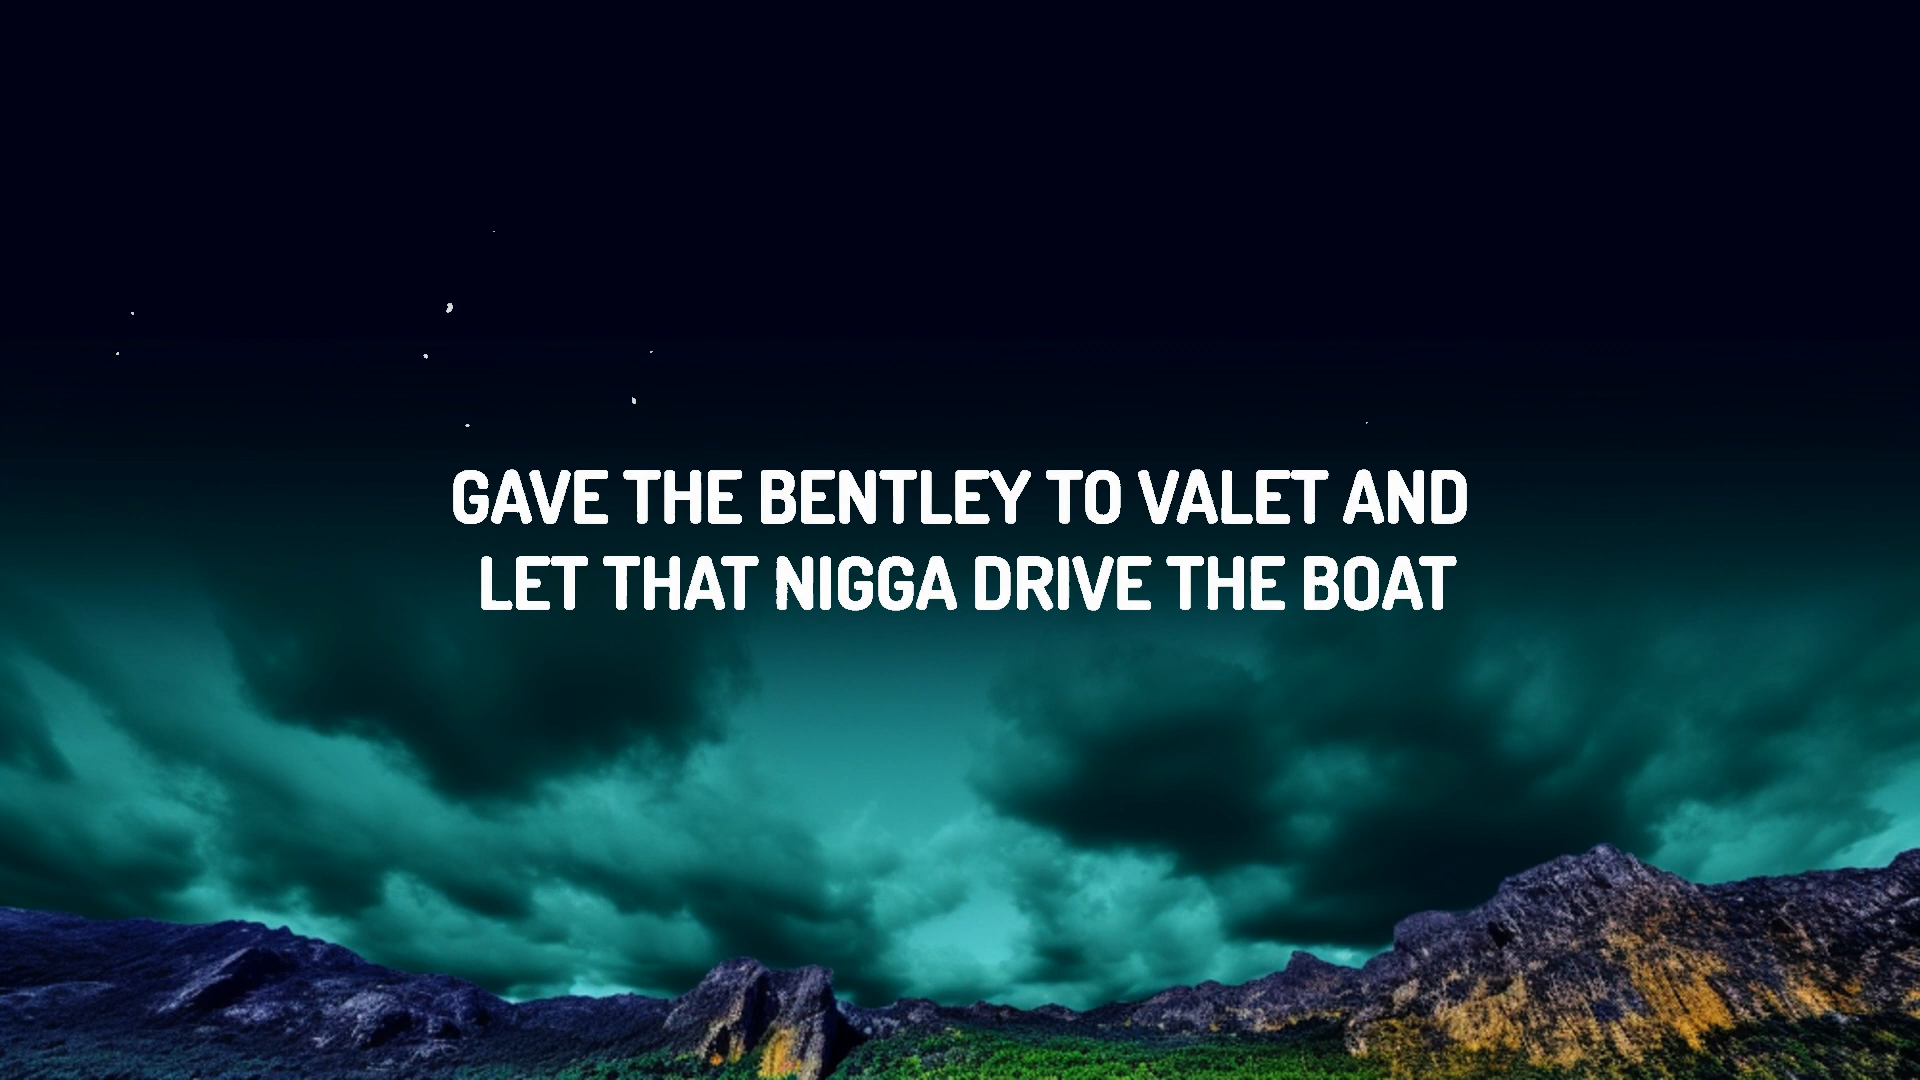 GAVE THE BENTLEY TO VALET AND
LET THAT NIGGA DRIVE THE BOAT